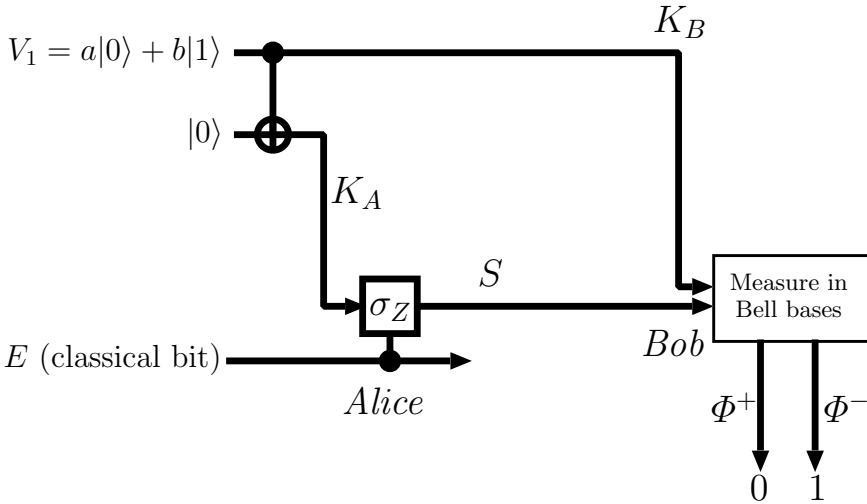 K_B
V_1 = a|0⟩ + b|1⟩
|0⟩
K_A
S
σ_Z
Measure in
Bell bases
E (classical bit)
Bob
Alice
Φ^+
Φ^−
0
1